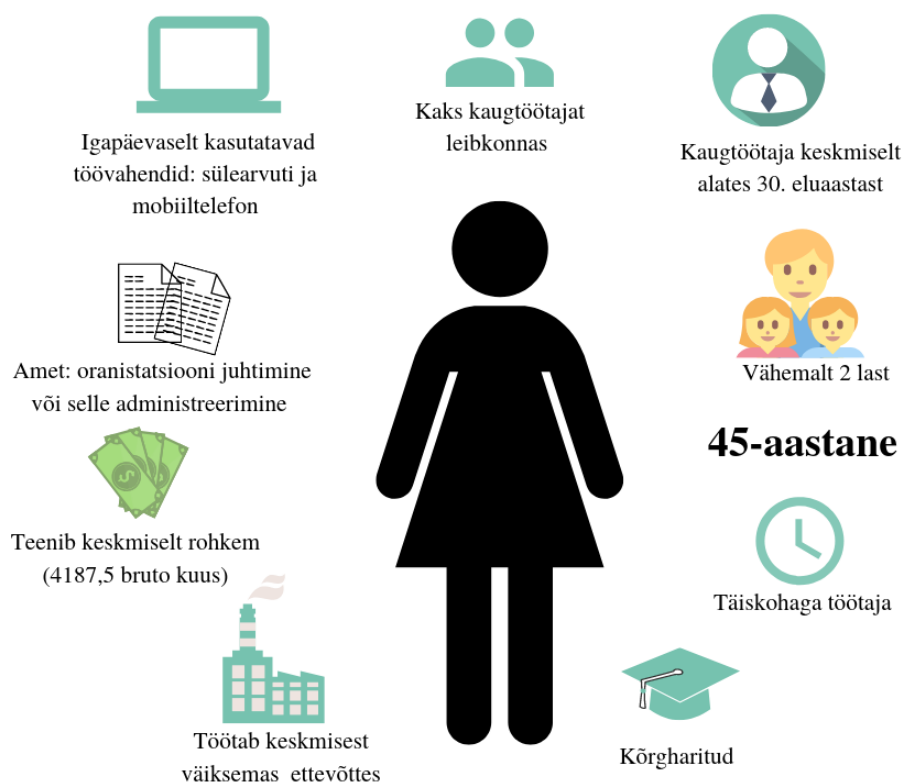 Igapäevaselt kasutatavad
töövahendid: sülearvuti ja
mobiiltelefon
Kaks kaugtöötajat
leibkonnas
Kaugtöötaja keskmiselt
alates 30. eluaastast
Amet: oranistatsiooni juhtimine
või selle administreerimine
Vähemalt 2 last
45-aastane
Teenib keskmiselt rohkem
(4187,5 bruto kuus)
Täiskohaga töötaja
Töötab keskmisest
väiksemas ettevõttes
Kõrgharitud